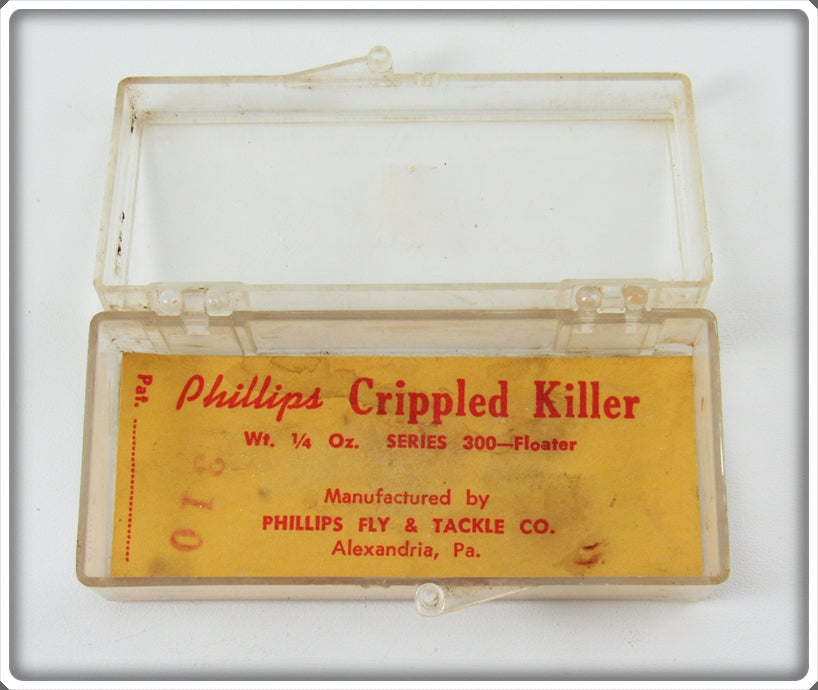 Phillips Crippled Killer
Wt. 1/4 Oz. SERIES 300—Floater
Manufactured by
PHILLIPS FLY & TACKLE CO.
Alexandria, Pa.
Pat.
310